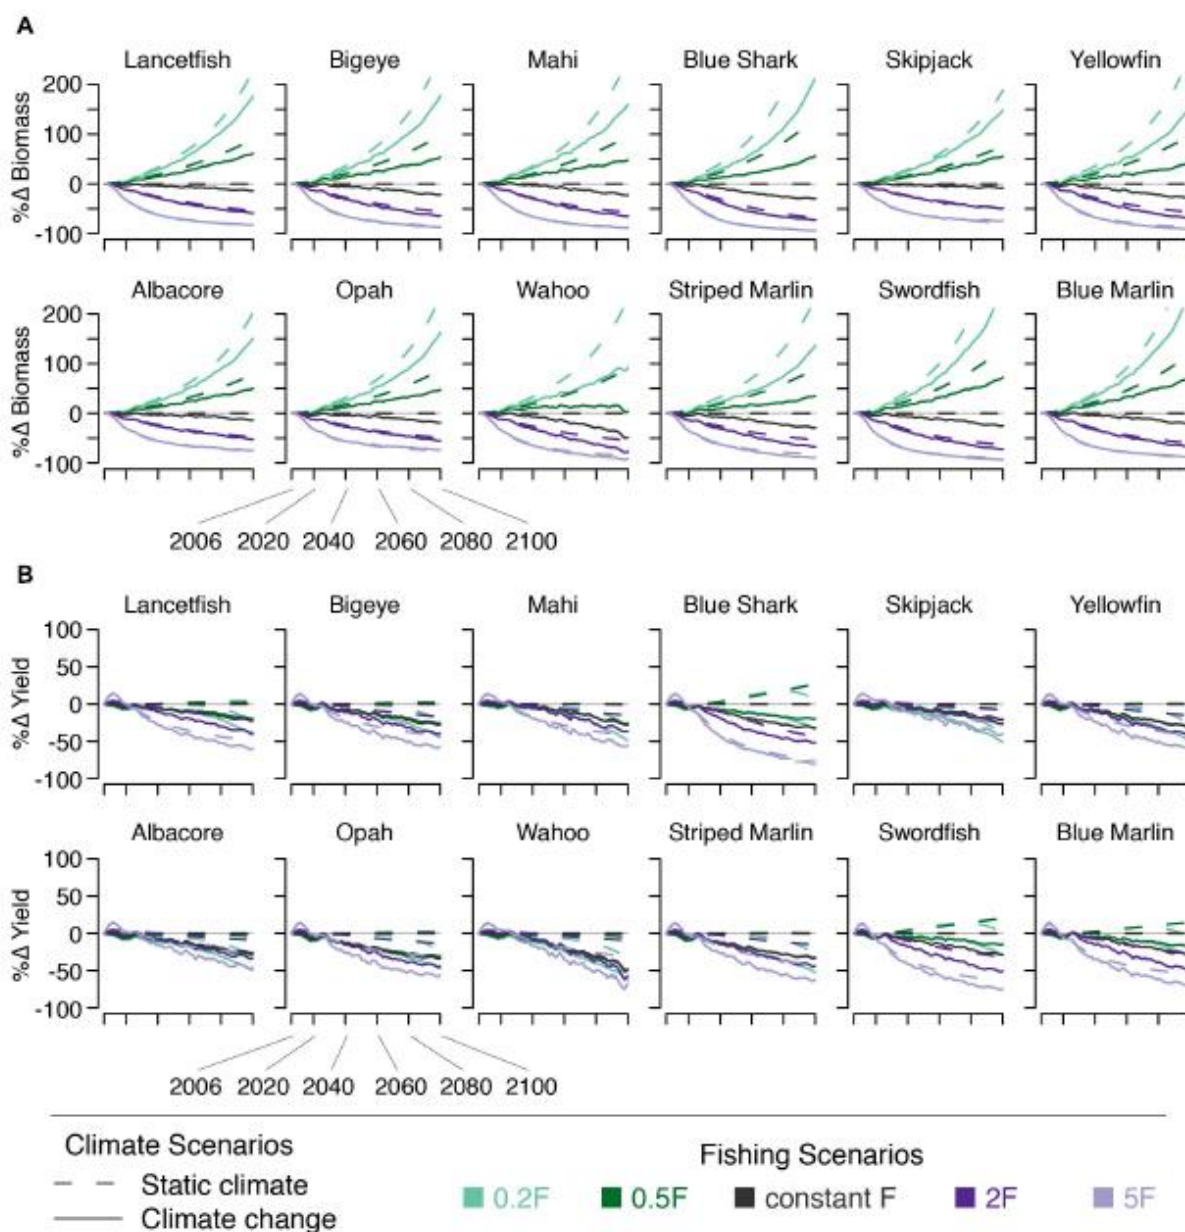 A
Lancetfish Bigeye Mahi Blue Shark Skipjack Yellowfin
%Δ Biomass
200
100
0
-100
Albacore Opah Wahoo Striped Marlin Swordfish Blue Marlin
%Δ Biomass
200
100
0
-100
2006 2020 2040 2060 2080 2100
B
Lancetfish Bigeye Mahi Blue Shark Skipjack Yellowfin
%Δ Yield
100
50
0
-50
-100
Albacore Opah Wahoo Striped Marlin Swordfish Blue Marlin
%Δ Yield
100
50
0
-50
-100
2006 2020 2040 2060 2080 2100
Climate Scenarios
Static climate
Climate change
Fishing Scenarios
0.2F 0.5F constant F 2F 5F